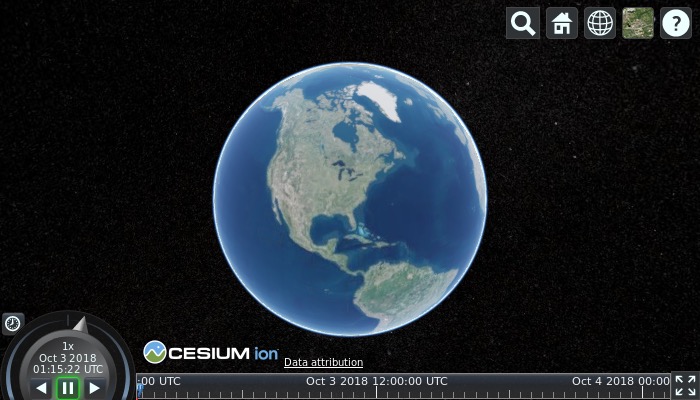 ?
1x
Oct 3 2018
01:15:22 UTC
CESIUM ion
Data attribution
:00 UTC
Oct 3 2018 12:00:00 UTC
Oct 4 2018 00:00